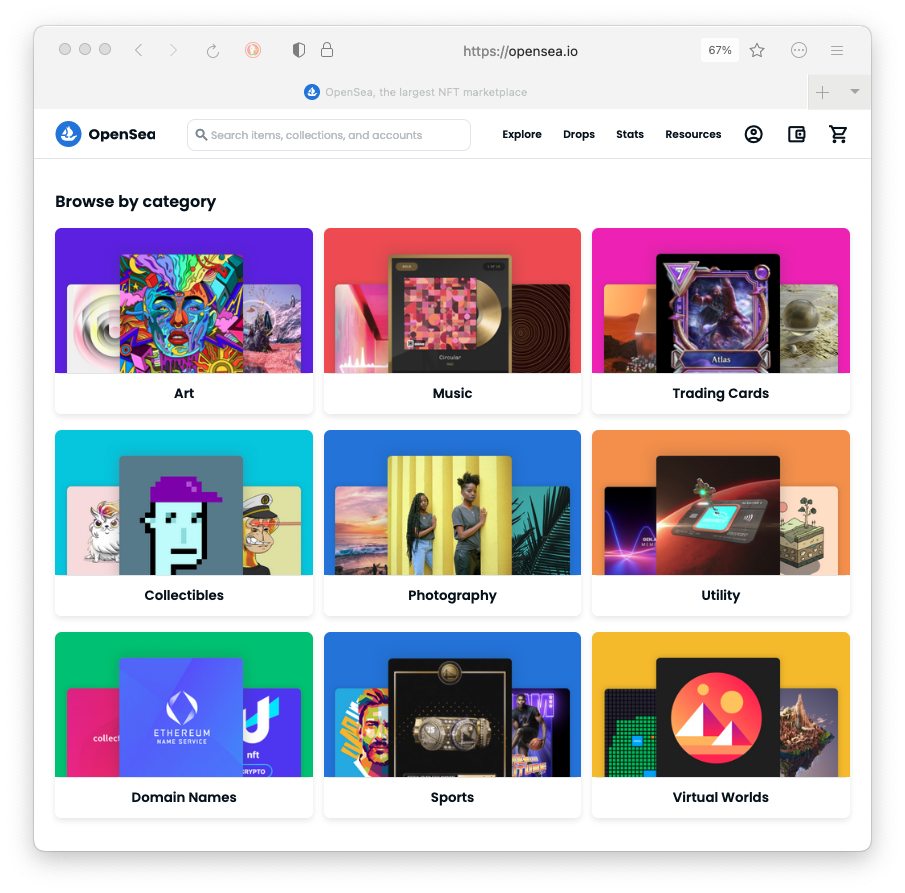 https://opensea.io
67%
OpenSea, the largest NFT marketplace
OpenSea
Search items, collections, and accounts
Explore
Drops
Stats
Resources
Browse by category
Circular
Atlas
Art
Music
Trading Cards
Collectibles
Photography
Utility
collect
ETHEREUM
NAME SERVICE
nft
CRYPTO
Domain Names
Sports
Virtual Worlds